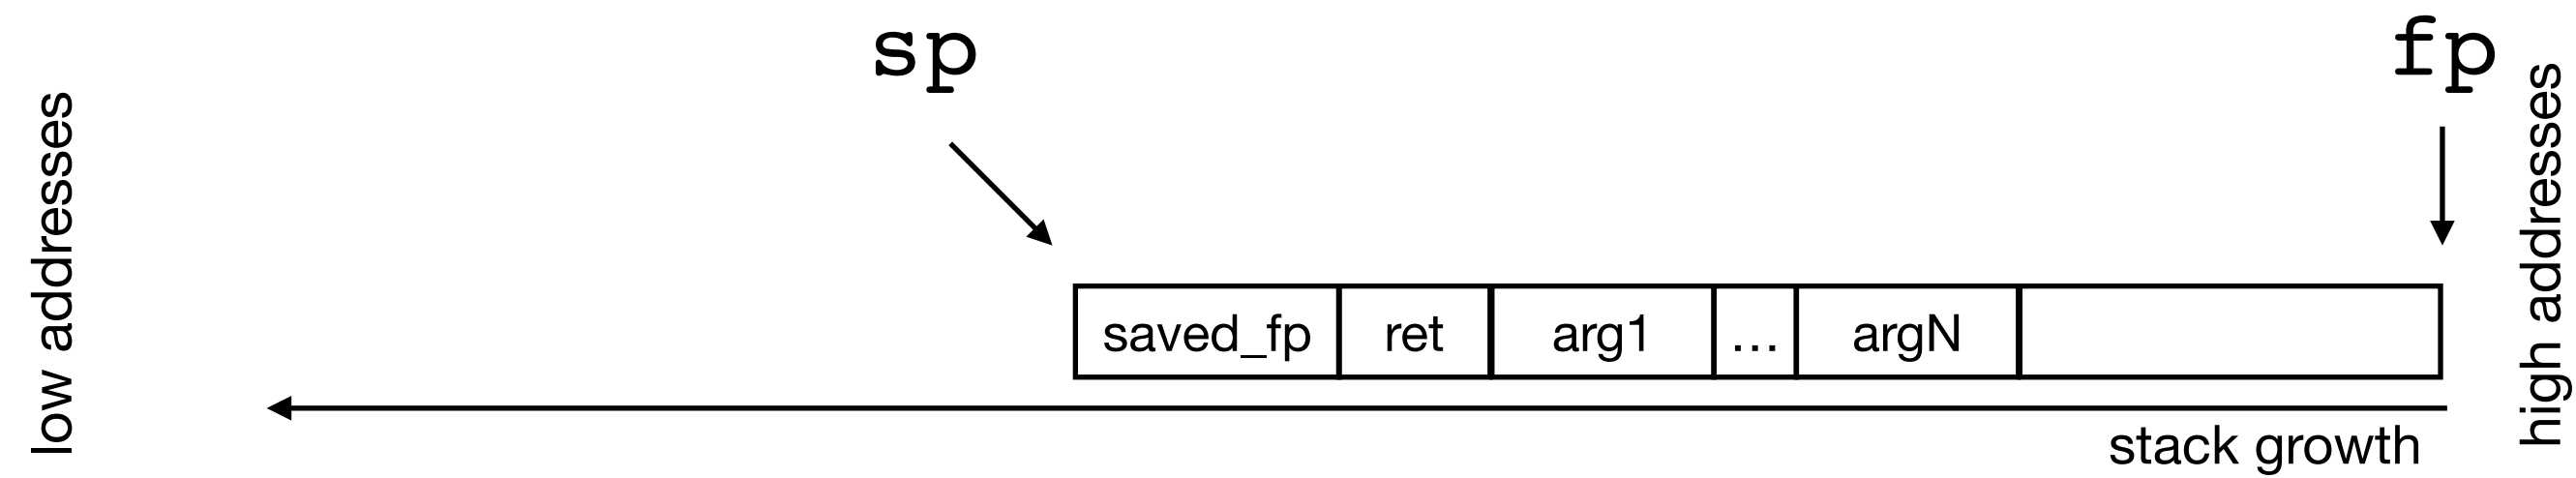 sp
fp
low addresses
high addresses
saved_fp ret arg1 ... argN
stack growth